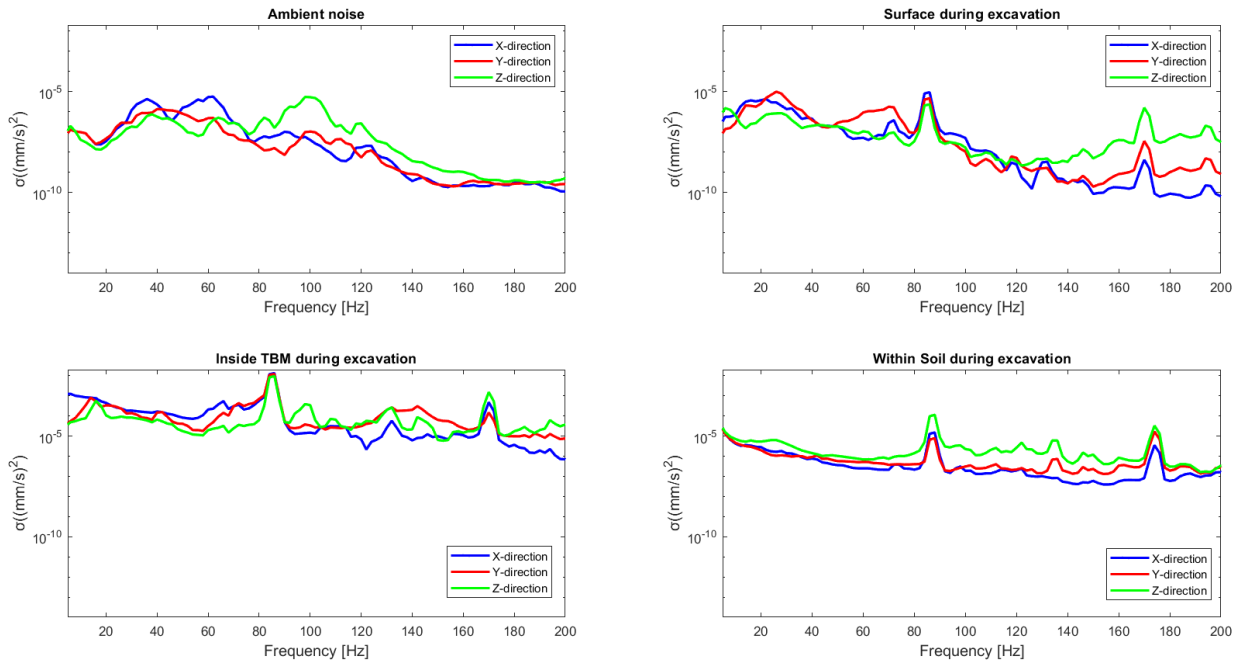 Ambient noise
σ((mm/s)²)
10⁻⁵
10⁻¹⁰
X-direction
Y-direction
Z-direction
20 40 60 80 100 120 140 160 180 200
Frequency [Hz]
Surface during excavation
σ((mm/s)²)
10⁻⁵
10⁻¹⁰
X-direction
Y-direction
Z-direction
20 40 60 80 100 120 140 160 180 200
Frequency [Hz]
Inside TBM during excavation
σ((mm/s)²)
10⁻⁵
10⁻¹⁰
X-direction
Y-direction
Z-direction
20 40 60 80 100 120 140 160 180 200
Frequency [Hz]
Within Soil during excavation
σ((mm/s)²)
10⁻⁵
10⁻¹⁰
X-direction
Y-direction
Z-direction
20 40 60 80 100 120 140 160 180 200
Frequency [Hz]